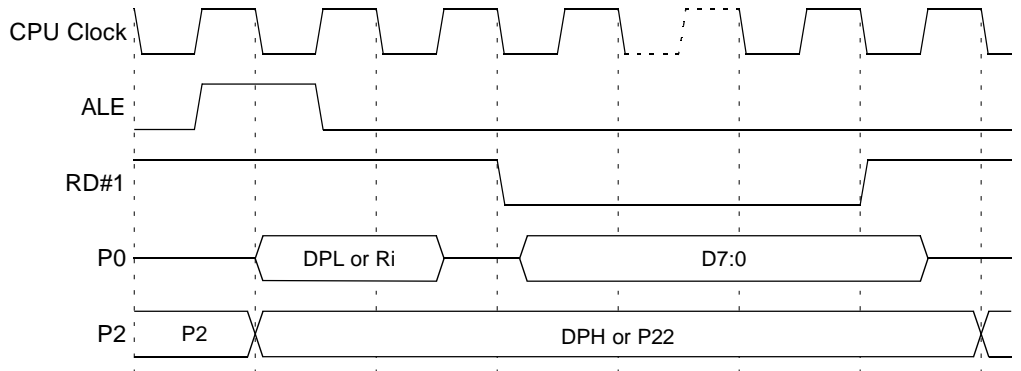 CPU Clock
ALE
RD#1
P0
DPL or Ri
D7:0
P2
P2
DPH or P22